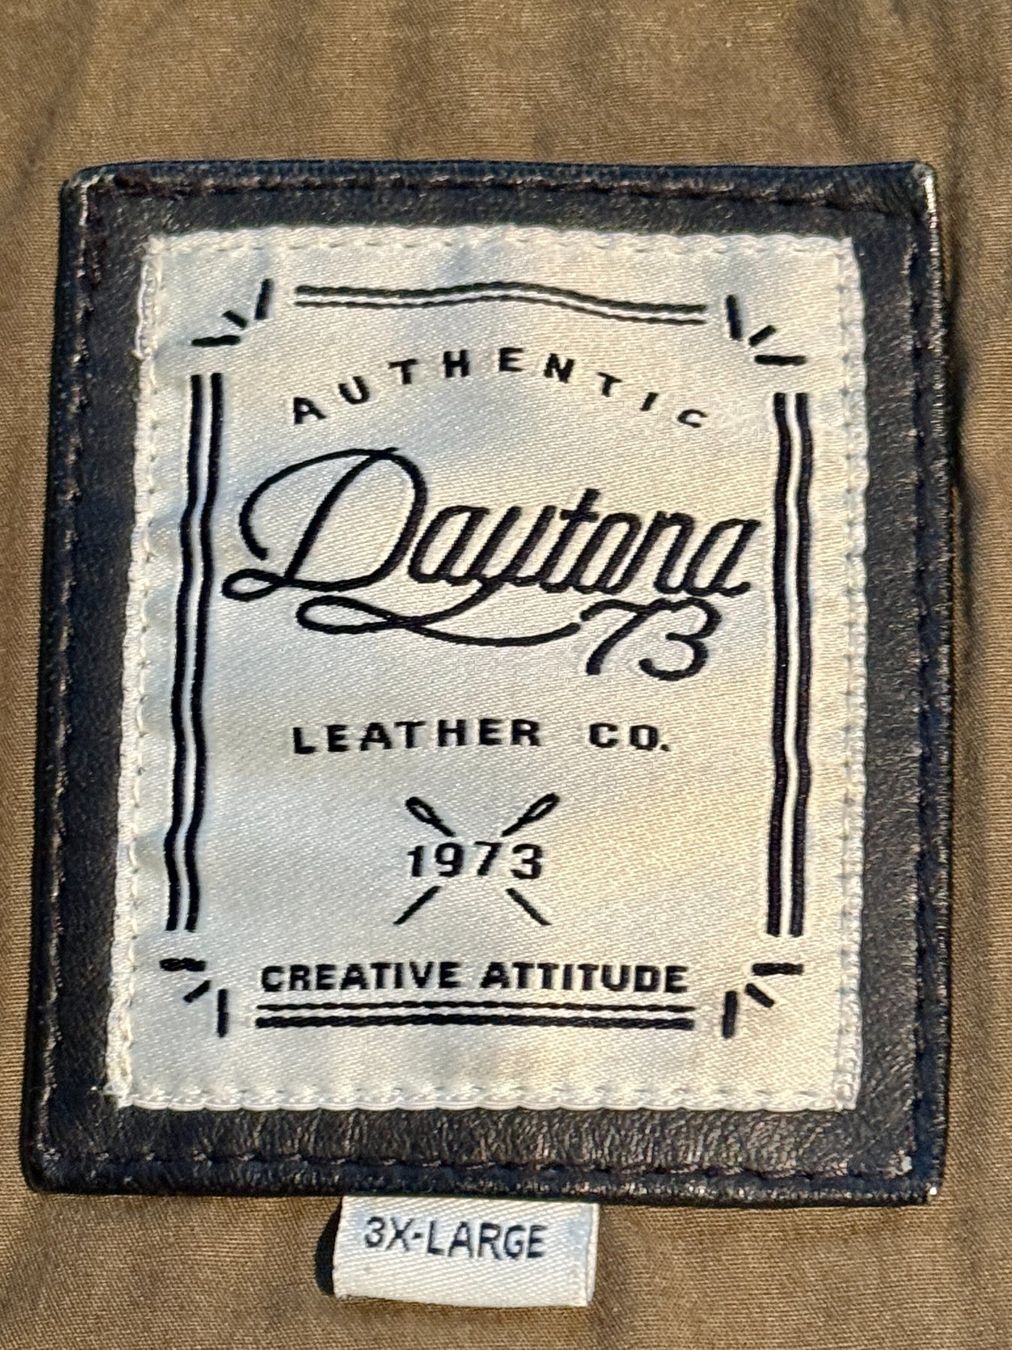 AUTHENTIC
Daytona
73
LEATHER CO.
1973
CREATIVE ATTITUDE
3X-LARGE